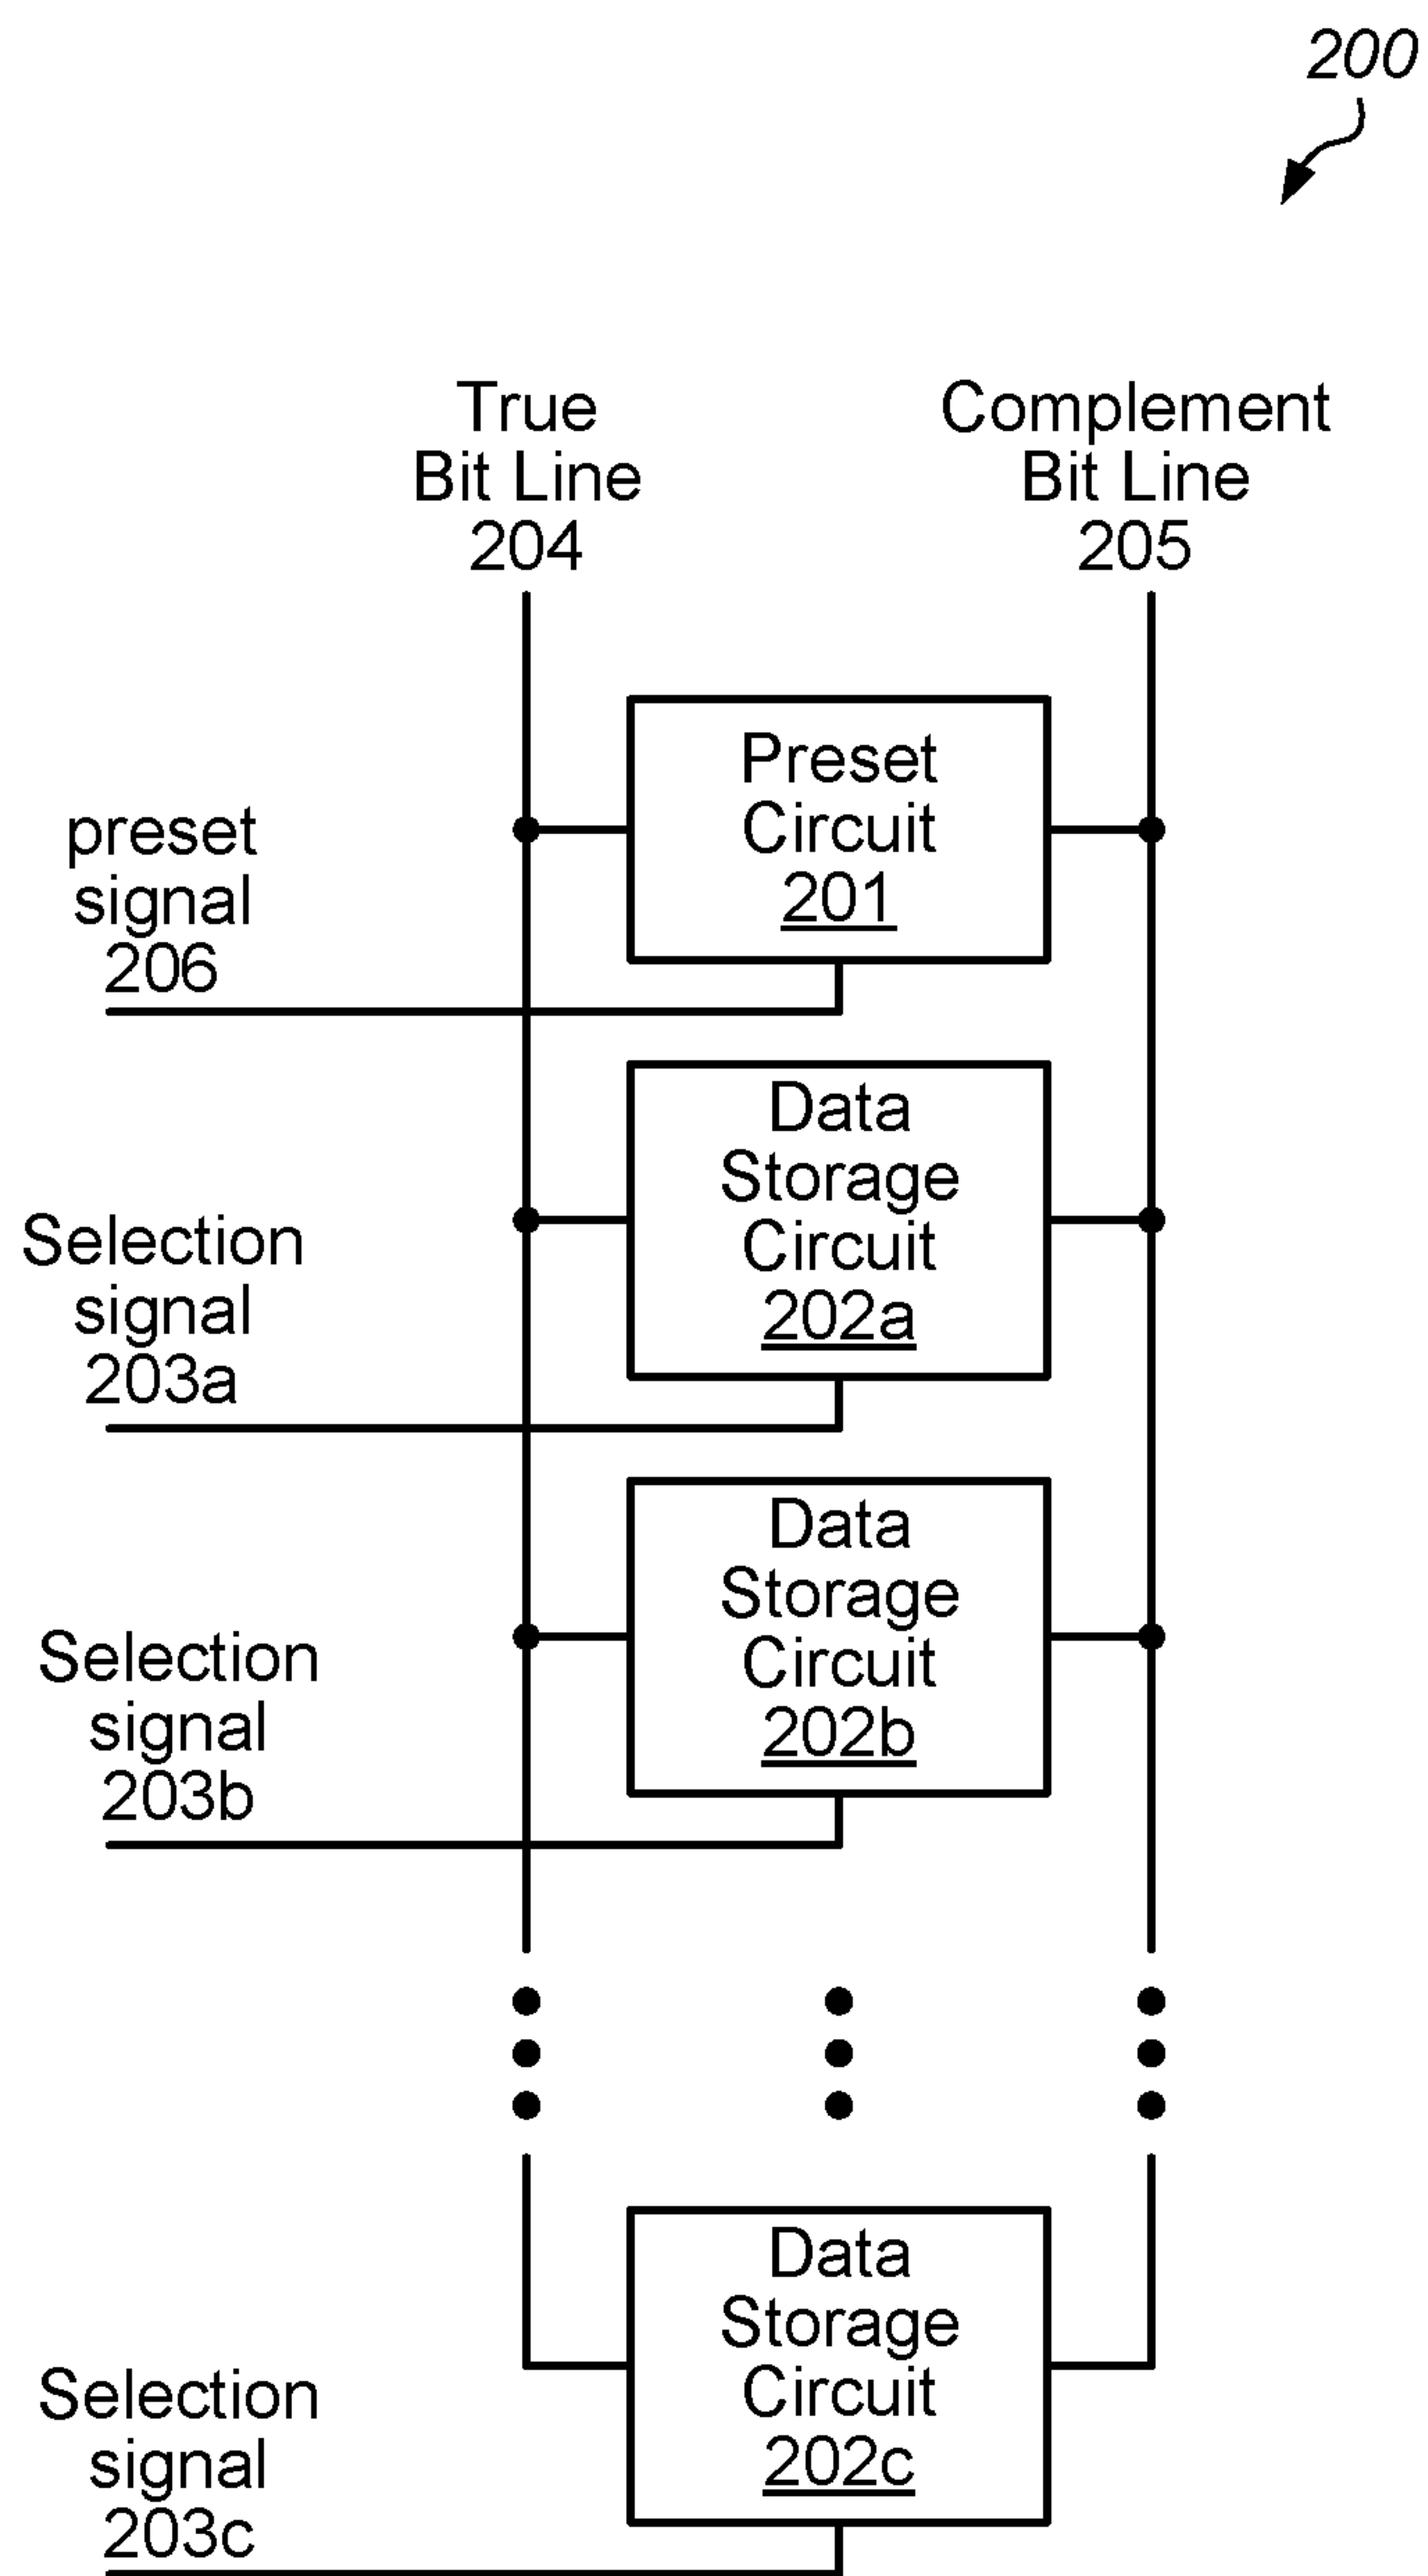 200
True
Bit Line
204
Complement
Bit Line
205
preset
signal
206
Preset
Circuit
201
Selection
signal
203a
Data
Storage
Circuit
202a
Selection
signal
203b
Data
Storage
Circuit
202b
Selection
signal
203c
Data
Storage
Circuit
202c